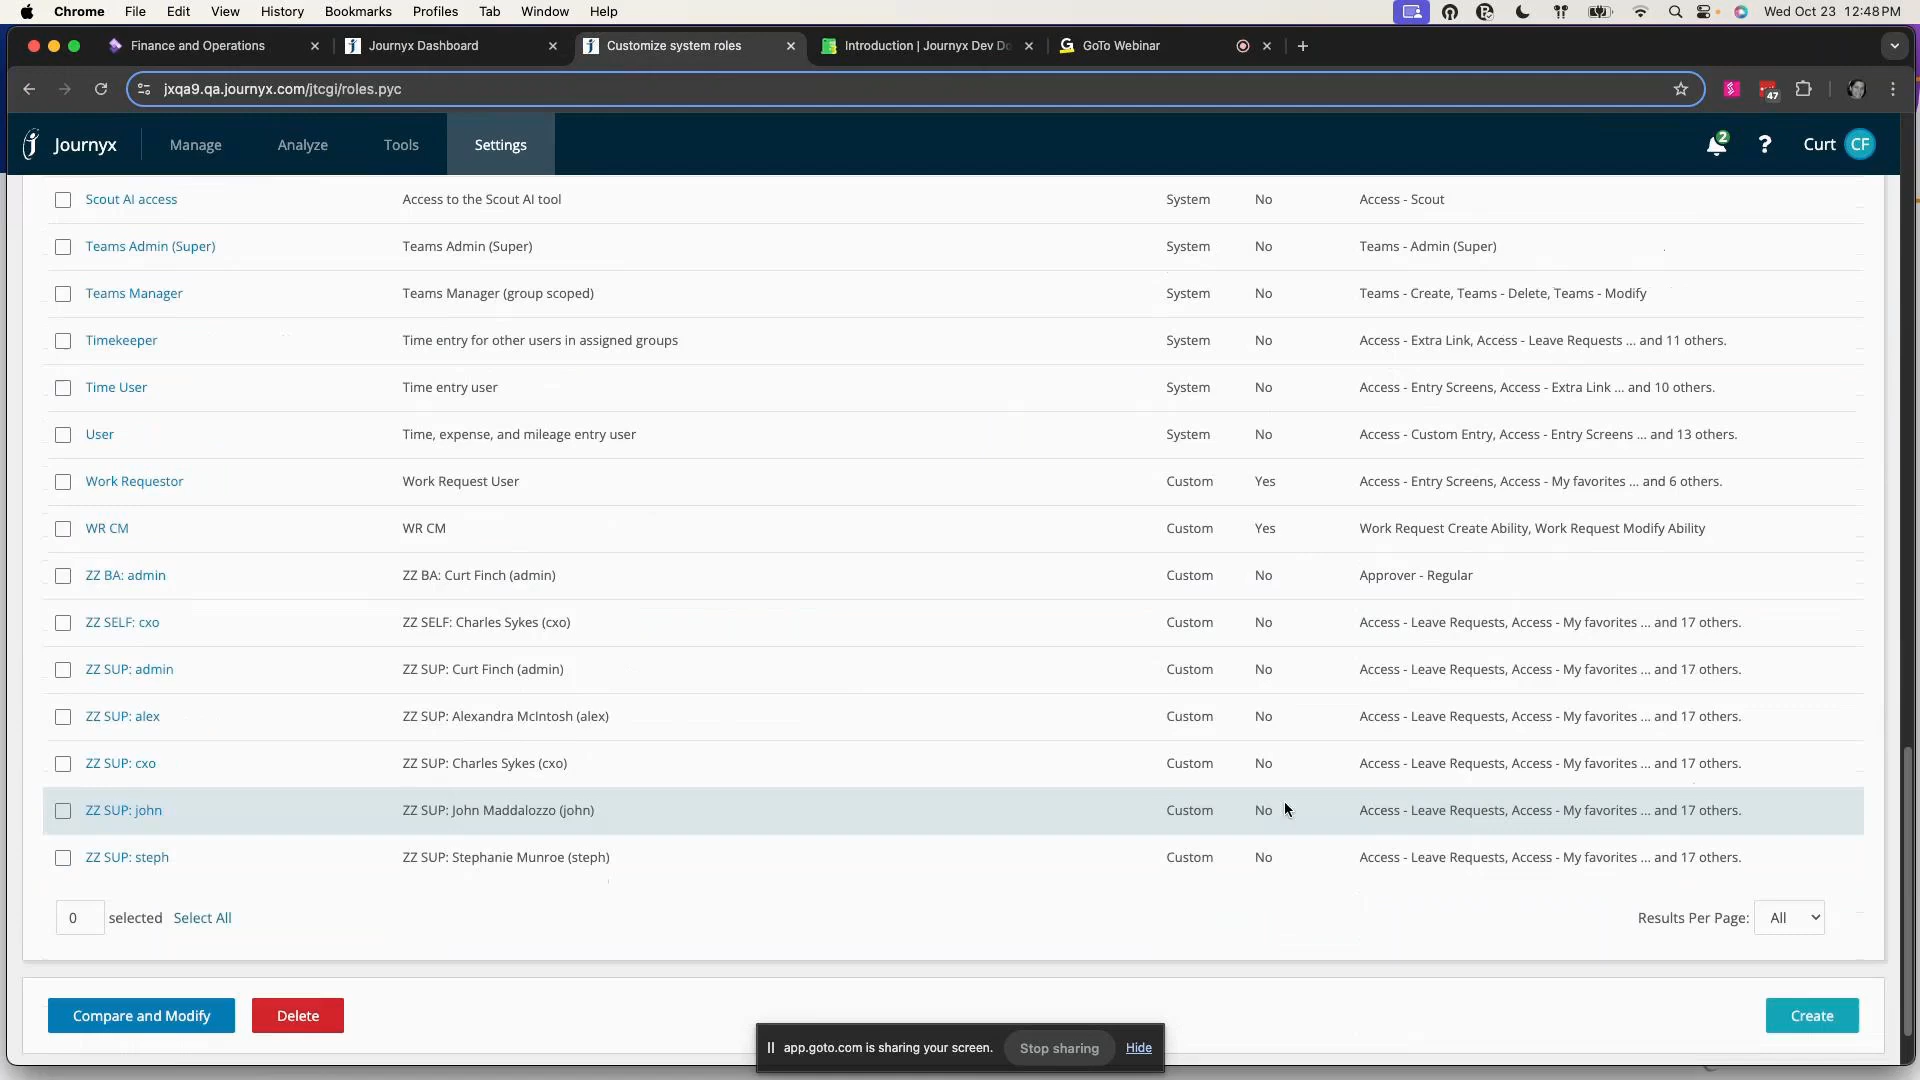 Chrome File Edit View History Bookmarks Profiles Tab Window Help Wed Oct 23 12:48 PM
Finance and Operations Journyx Dashboard Customize system roles Introduction | Journyx Dev Do GoTo Webinar
jxqa9.qa.journyx.com/jtcgi/roles.pyc 47
Journyx Manage Analyze Tools Settings 2 ? Curt CF
Scout AI access Access to the Scout AI tool System No Access - Scout
Teams Admin (Super) Teams Admin (Super) System No Teams - Admin (Super)
Teams Manager Teams Manager (group scoped) System No Teams - Create, Teams - Delete, Teams - Modify
Timekeeper Time entry for other users in assigned groups System No Access - Extra Link, Access - Leave Requests ... and 11 others.
Time User Time entry user System No Access - Entry Screens, Access - Extra Link ... and 10 others.
User Time, expense, and mileage entry user System No Access - Custom Entry, Access - Entry Screens ... and 13 others.
Work Requestor Work Request User Custom Yes Access - Entry Screens, Access - My favorites ... and 6 others.
WR CM WR CM Custom Yes Work Request Create Ability, Work Request Modify Ability
ZZ BA: admin ZZ BA: Curt Finch (admin) Custom No Approver - Regular
ZZ SELF: cxo ZZ SELF: Charles Sykes (cxo) Custom No Access - Leave Requests, Access - My favorites ... and 17 others.
ZZ SUP: admin ZZ SUP: Curt Finch (admin) Custom No Access - Leave Requests, Access - My favorites ... and 17 others.
ZZ SUP: alex ZZ SUP: Alexandra McIntosh (alex) Custom No Access - Leave Requests, Access - My favorites ... and 17 others.
ZZ SUP: cxo ZZ SUP: Charles Sykes (cxo) Custom No Access - Leave Requests, Access - My favorites ... and 17 others.
ZZ SUP: john ZZ SUP: John Maddalozzo (john) Custom No Access - Leave Requests, Access - My favorites ... and 17 others.
ZZ SUP: steph ZZ SUP: Stephanie Munroe (steph) Custom No Access - Leave Requests, Access - My favorites ... and 17 others.
0 selected Select All Results Per Page: All
Compare and Modify Delete Create
app.goto.com is sharing your screen. Stop sharing Hide